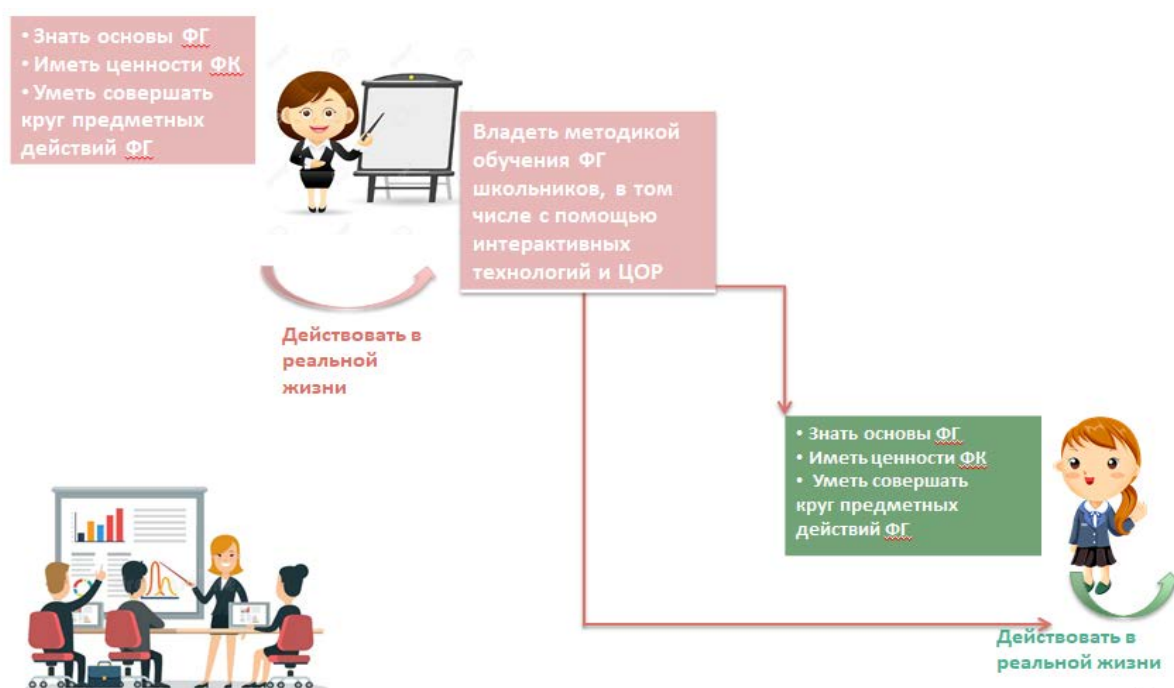 • Знать основы ФГ
• Иметь ценности ФК
• Уметь совершать
круг предметных
действий ФГ
Владеть методикой
обучения ФГ
школьников, в том
числе с помощью
интерактивных
технологий и ЦОР
Действовать в
реальной
жизни
• Знать основы ФГ
• Иметь ценности ФК
• Уметь совершать
круг предметных
действий ФГ
Действовать в
реальной жизни